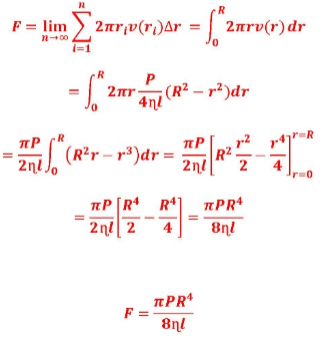 F = lim_{n→∞} ∑_{i=1}^{n} 2πr_i v(r_i)Δr = ∫_0^R 2πrv(r) dr
= ∫_0^R 2πr P/4ηl (R² − r²)dr
= πP/2ηl ∫_0^R (R²r − r³)dr = πP/2ηl [R² r²/2 − r⁴/4]_{r=0}^{r=R}
= πP/2ηl [R⁴/2 − R⁴/4] = πPR⁴/8ηl
F = πPR⁴/8ηl